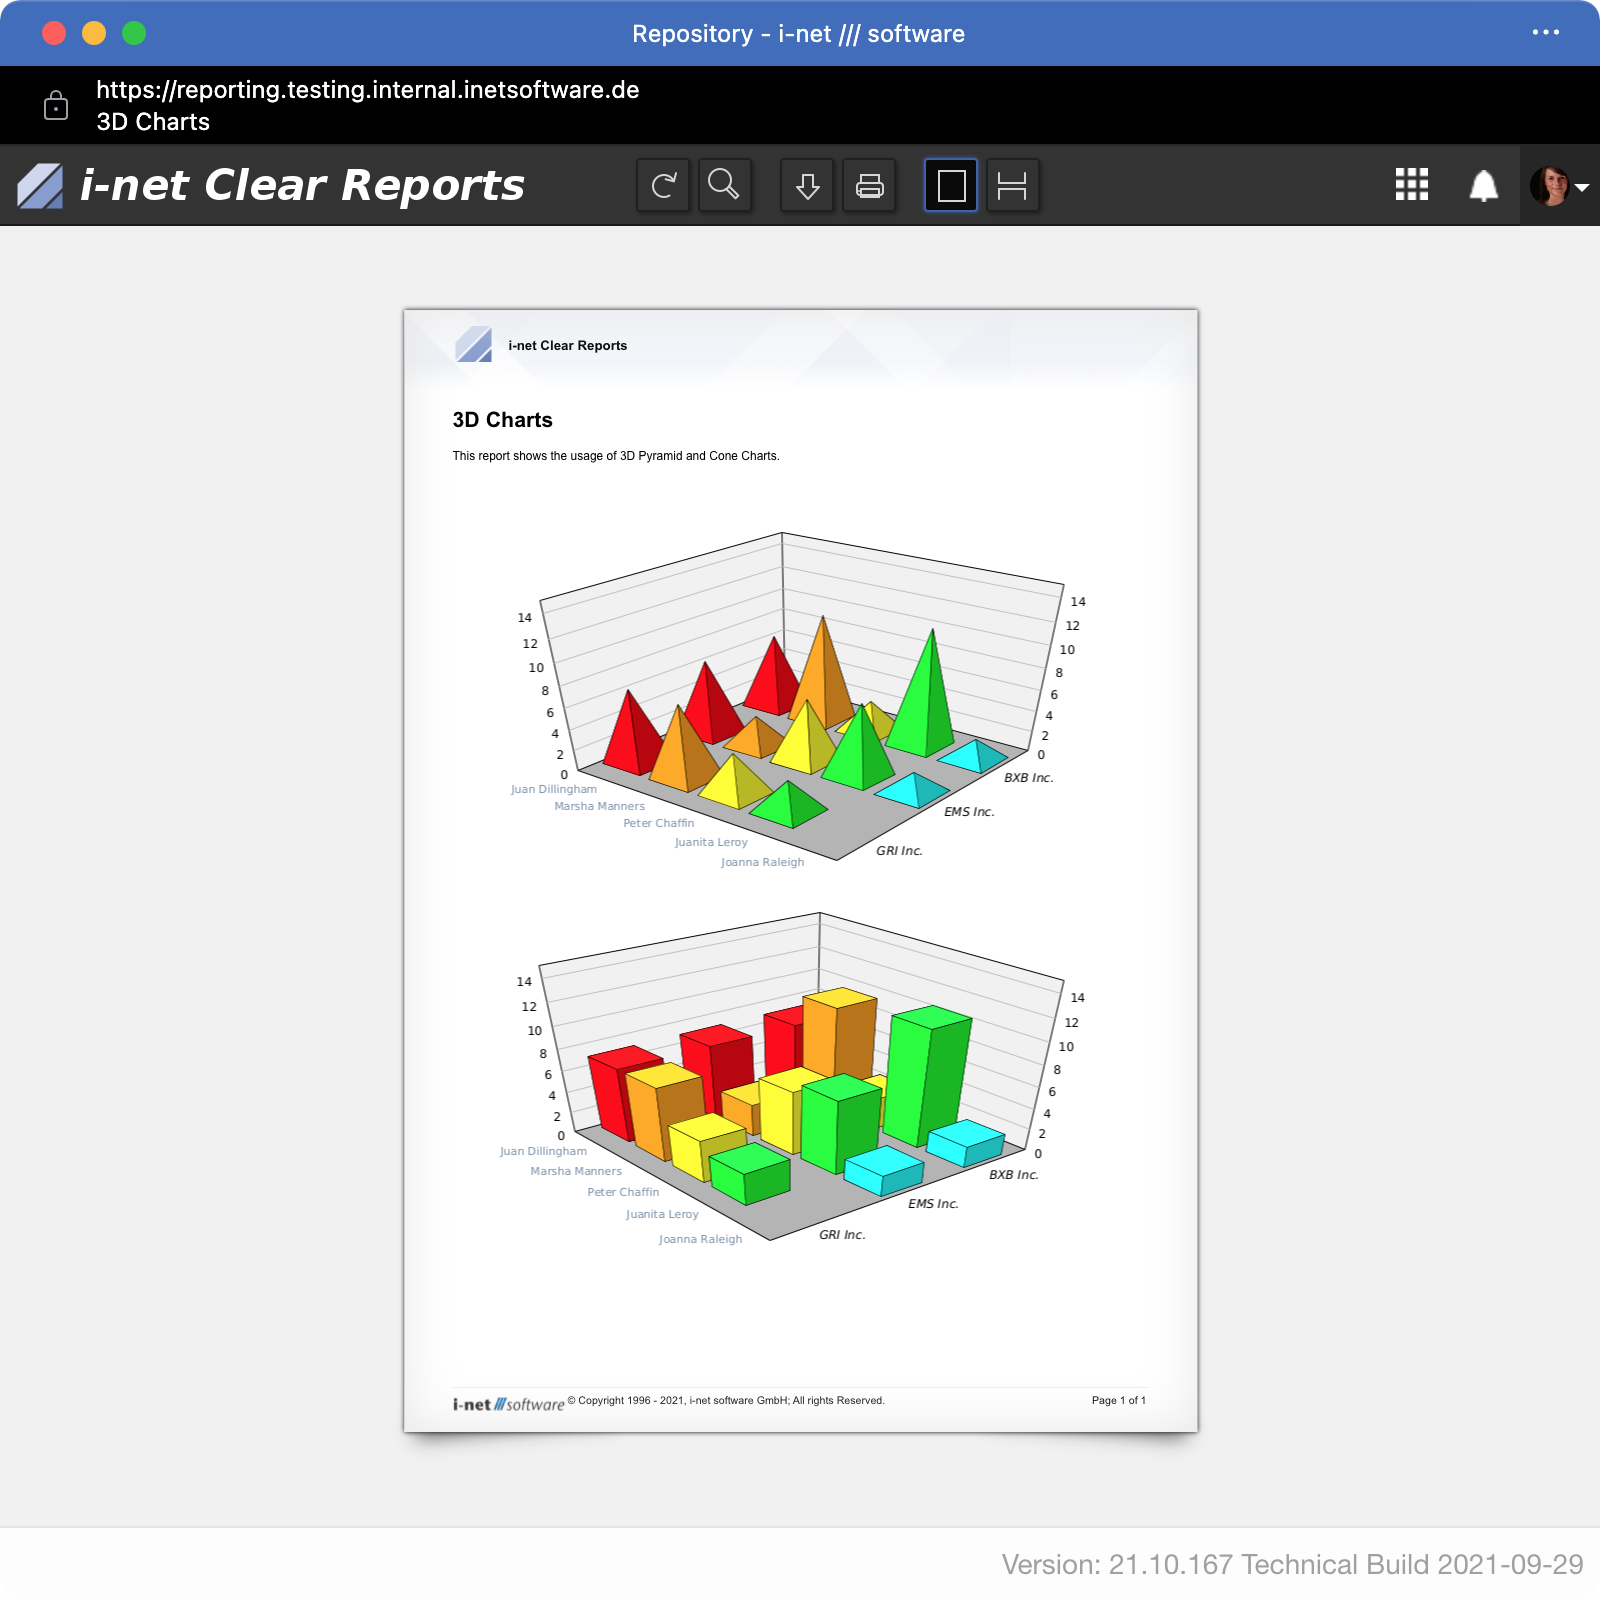 Repository - i-net /// software
https://reporting.testing.internal.inetsoftware.de
3D Charts
i-net Clear Reports
i-net Clear Reports
3D Charts
This report shows the usage of 3D Pyramid and Cone Charts.
14
12
10
8
6
4
2
0
14
12
10
8
6
4
2
0
Juan Dillingham
Marsha Manners
Peter Chaffin
Juanita Leroy
Joanna Raleigh
BXB Inc.
EMS Inc.
GRI Inc.
14
12
10
8
6
4
2
0
14
12
10
8
6
4
2
0
Juan Dillingham
Marsha Manners
Peter Chaffin
Juanita Leroy
Joanna Raleigh
BXB Inc.
EMS Inc.
GRI Inc.
i-net /// software © Copyright 1996 - 2021, i-net software GmbH; All rights Reserved. Page 1 of 1
Version: 21.10.167 Technical Build 2021-09-29